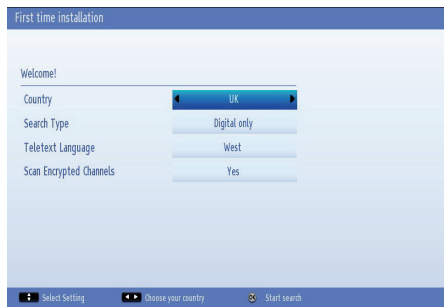 First time installation
Welcome!
Country UK
Search Type Digital only
Teletext Language West
Scan Encrypted Channels Yes
Select Setting Choose your country OK Start search